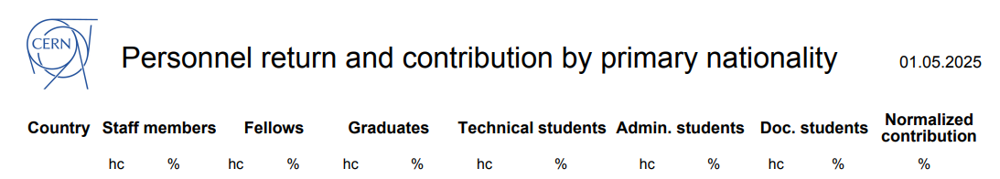 CERN
Personnel return and contribution by primary nationality 01.05.2025
Country Staff members Fellows Graduates Technical students Admin. students Doc. students Normalized contribution
hc % hc % hc % hc % hc % hc % %